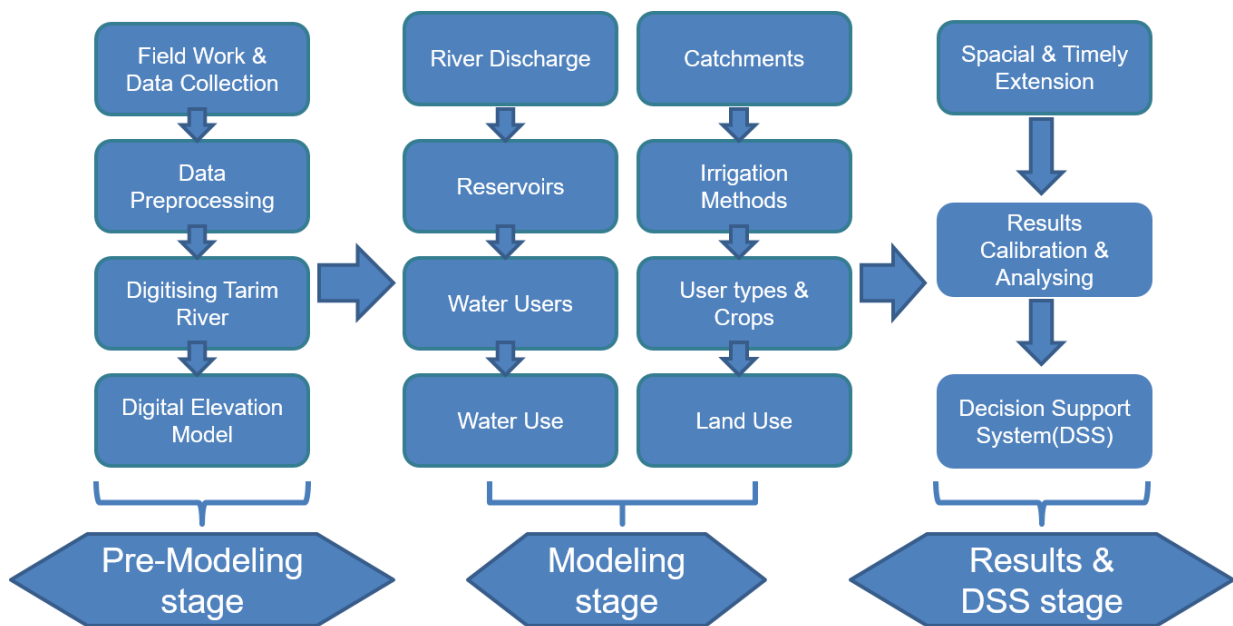 Field Work &
Data Collection
Data
Preprocessing
Digitising Tarim
River
Digital Elevation
Model
River Discharge
Reservoirs
Water Users
Water Use
Catchments
Irrigation
Methods
User types &
Crops
Land Use
Spacial & Timely
Extension
Results
Calibration &
Analysing
Decision Support
System(DSS)
Pre-Modeling
stage
Modeling
stage
Results &
DSS stage